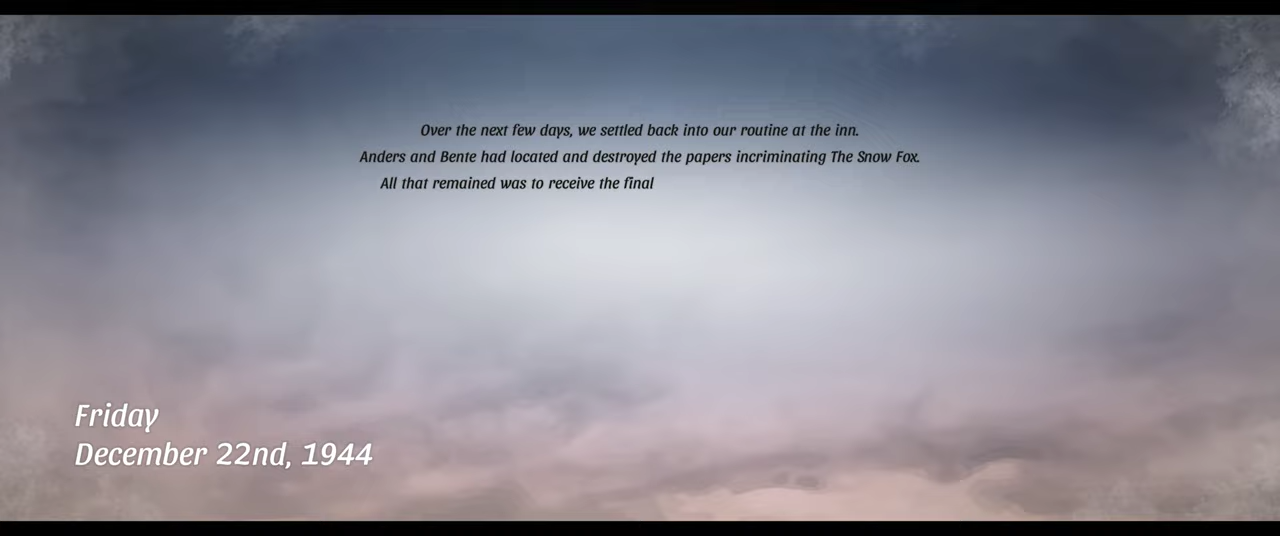 Over the next few days, we settled back into our routine at the inn.
Anders and Bente had located and destroyed the papers incriminating The Snow Fox.
All that remained was to receive the final
Friday
December 22nd, 1944